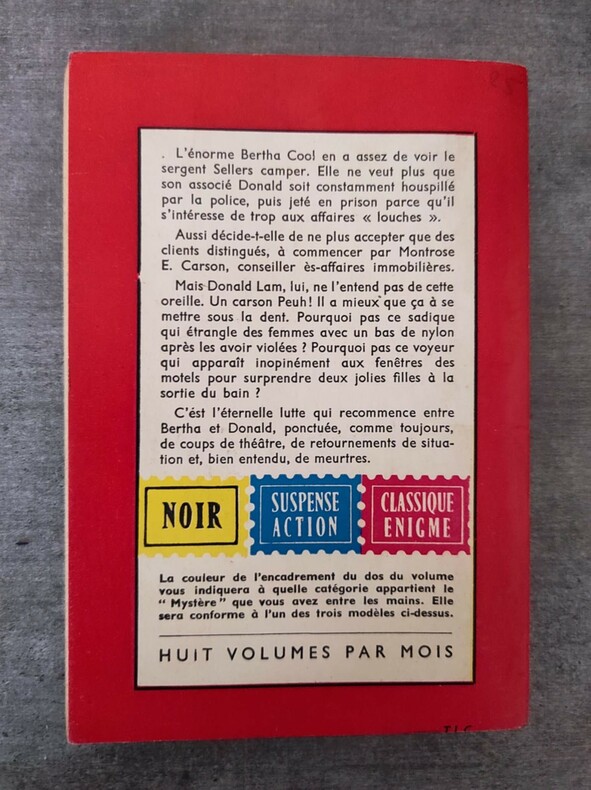 L'énorme Bertha Cool en a assez de voir le
sergent Sellers camper. Elle ne veut plus que
son associé Donald soit constamment houspillé
par la police, puis jeté en prison parce qu'il
s'intéresse de trop aux affaires « louches ».
Aussi décide-t-elle de ne plus accepter que des
clients distingués, à commencer par Montrose
E. Carson, conseiller ès-affaires immobilières.
Mais Donald Lam, lui, ne l'entend pas de cette
oreille. Un carson Peuh! Il a mieux que ça à se
mettre sous la dent. Pourquoi pas ce sadique
qui étrangle des femmes avec un bas de nylon
après les avoir violées ? Pourquoi pas ce voyeur
qui apparaît inopinément aux fenêtres des
motels pour surprendre deux jolies filles à la
sortie du bain ?
C'ést l'éternelle lutte qui recommence entre
Bertha et Donald, ponctuée, comme toujours,
de coups de théâtre, de retournements de situa-
tion et, bien entendu, de meurtres.
NOIR
SUSPENSE
ACTION
CLASSIQUE
ENIGME
La couleur de l'encadrement du dos du volume
vous indiquera à quelle catégorie appartient le
" Mystère " que vous avez entre les mains. Elle
sera conforme à l'un des trois modèles ci-dessus.
HUIT VOLUMES PAR MOIS